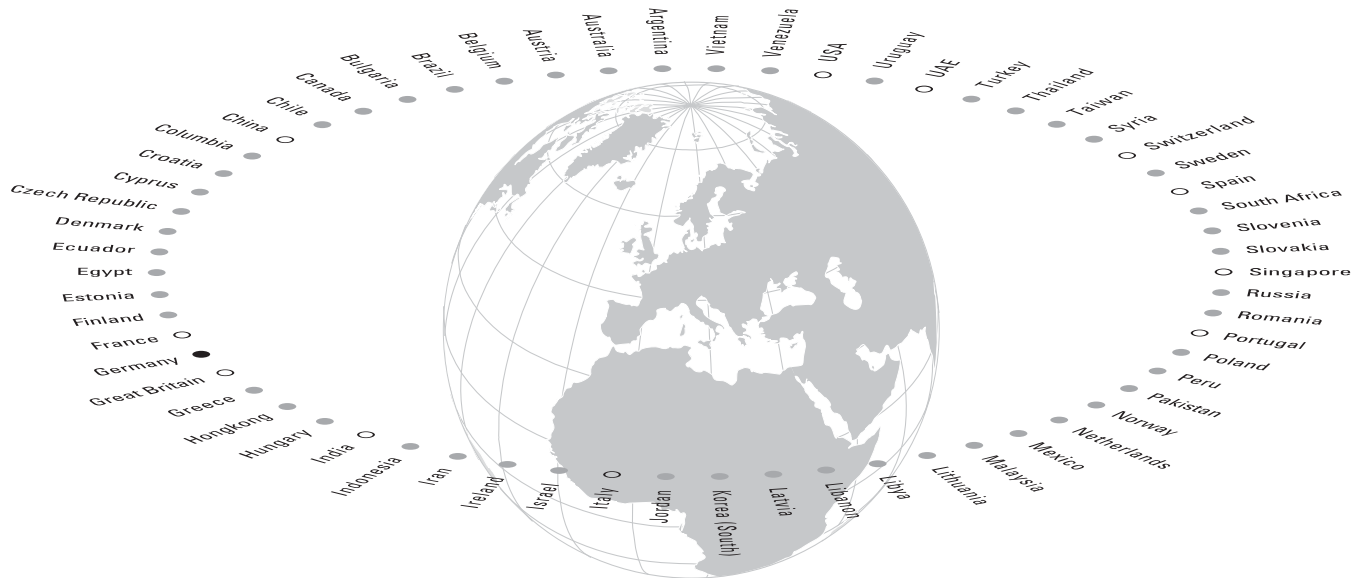 Argentina
Australia
Austria
Belgium
Brazil
Bulgaria
Canada
Chile
China
Columbia
Croatia
Cyprus
Czech Republic
Denmark
Ecuador
Egypt
Estonia
Finland
France
Germany
Great Britain
Greece
Hongkong
Hungary
India
Indonesia
Iran
Ireland
Israel
Italy
Jordan
Korea (South)
Latvia
Libanon
Libya
Lithuania
Malaysia
Mexico
Netherlands
Norway
Pakistan
Peru
Poland
Portugal
Romania
Russia
Singapore
Slovakia
Slovenia
South Africa
Spain
Sweden
Switzerland
Syria
Taiwan
Thailand
Turkey
UAE
Uruguay
USA
Venezuela
Vietnam